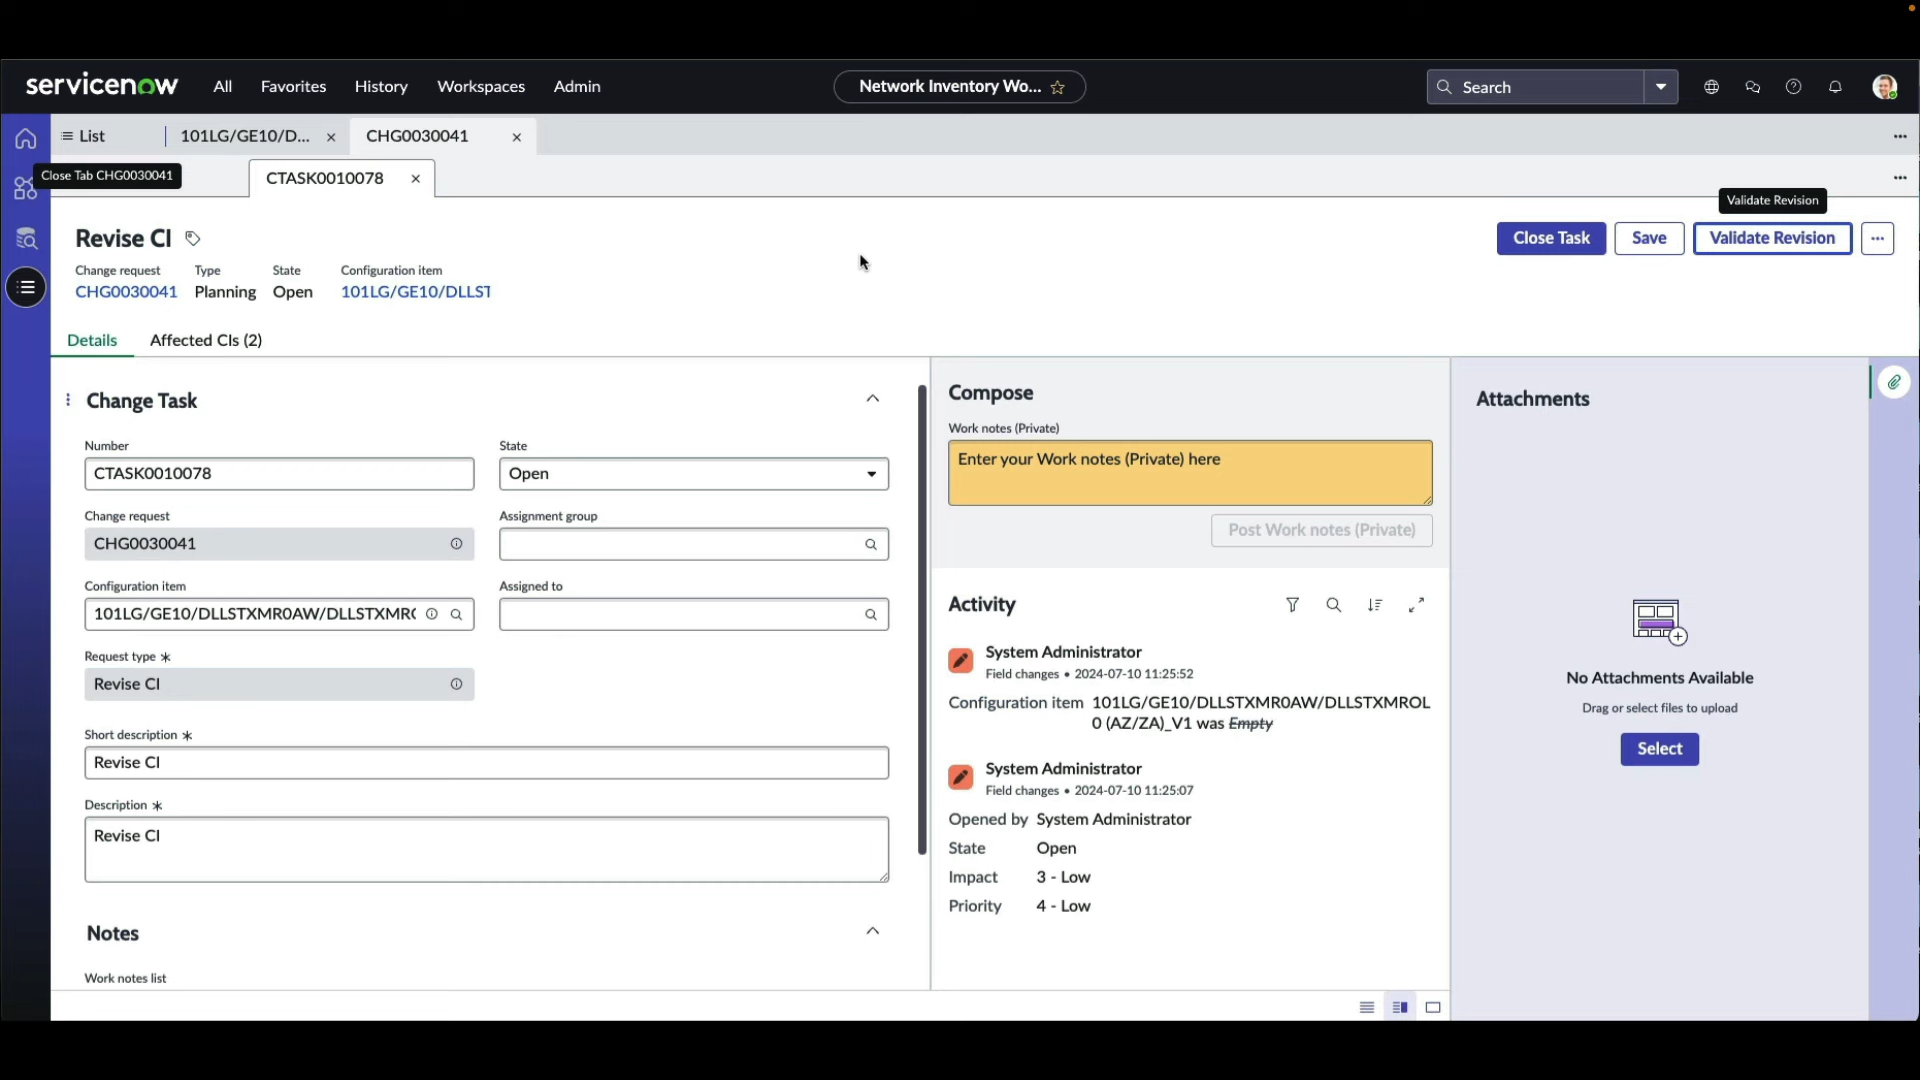 servicenow
All
Favorites
History
Workspaces
Admin
Network Inventory Wo...
Search
List
101LG/GE10/D...
CHG0030041
Close Tab CHG0030041
CTASK0010078
Validate Revision
Revise CI
Close Task
Save
Validate Revision
Change request
Type
State
Configuration item
CHG0030041
Planning
Open
101LG/GE10/DLLST
Details
Affected CIs (2)
Change Task
Number
CTASK0010078
State
Open
Change request
CHG0030041
Assignment group
Configuration item
101LG/GE10/DLLSTXMR0AW/DLLSTXMR
Assigned to
Request type *
Revise CI
Short description *
Revise CI
Description *
Revise CI
Notes
Work notes list
Compose
Work notes (Private)
Enter your Work notes (Private) here
Post Work notes (Private)
Activity
System Administrator
Field changes • 2024-07-10 11:25:52
Configuration item 101LG/GE10/DLLSTXMR0AW/DLLSTXMROL
0 (AZ/ZA)_V1 was Empty
System Administrator
Field changes • 2024-07-10 11:25:07
Opened by System Administrator
State Open
Impact 3 - Low
Priority 4 - Low
Attachments
No Attachments Available
Drag or select files to upload
Select